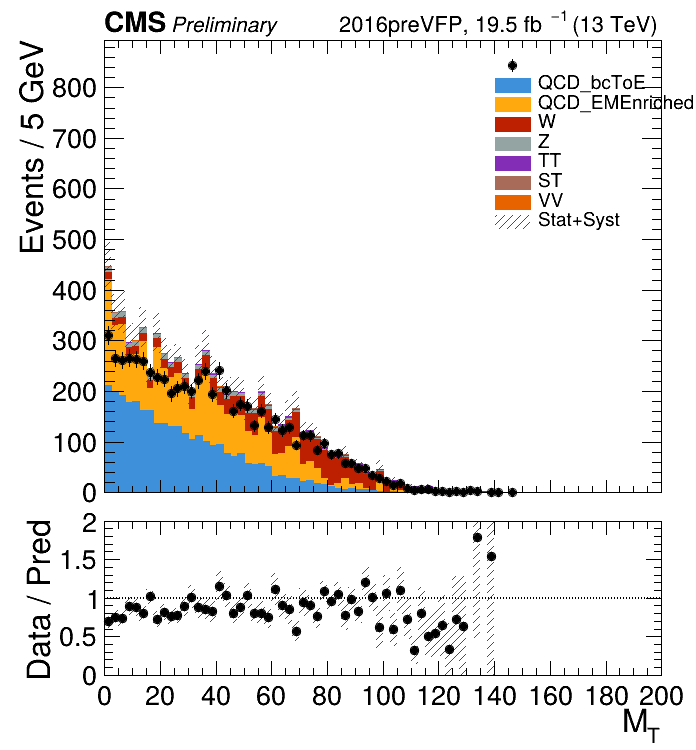 CMS Preliminary 2016preVFP, 19.5 fb⁻¹ (13 TeV)
Events / 5 GeV
800
700
600
500
400
300
200
100
0
QCD_bcToE
QCD_EMEnriched
W
Z
TT
ST
VV
Stat+Syst
Data / Pred
2
1.5
1
0.5
0
0 20 40 60 80 100 120 140 160 180 200
M_T